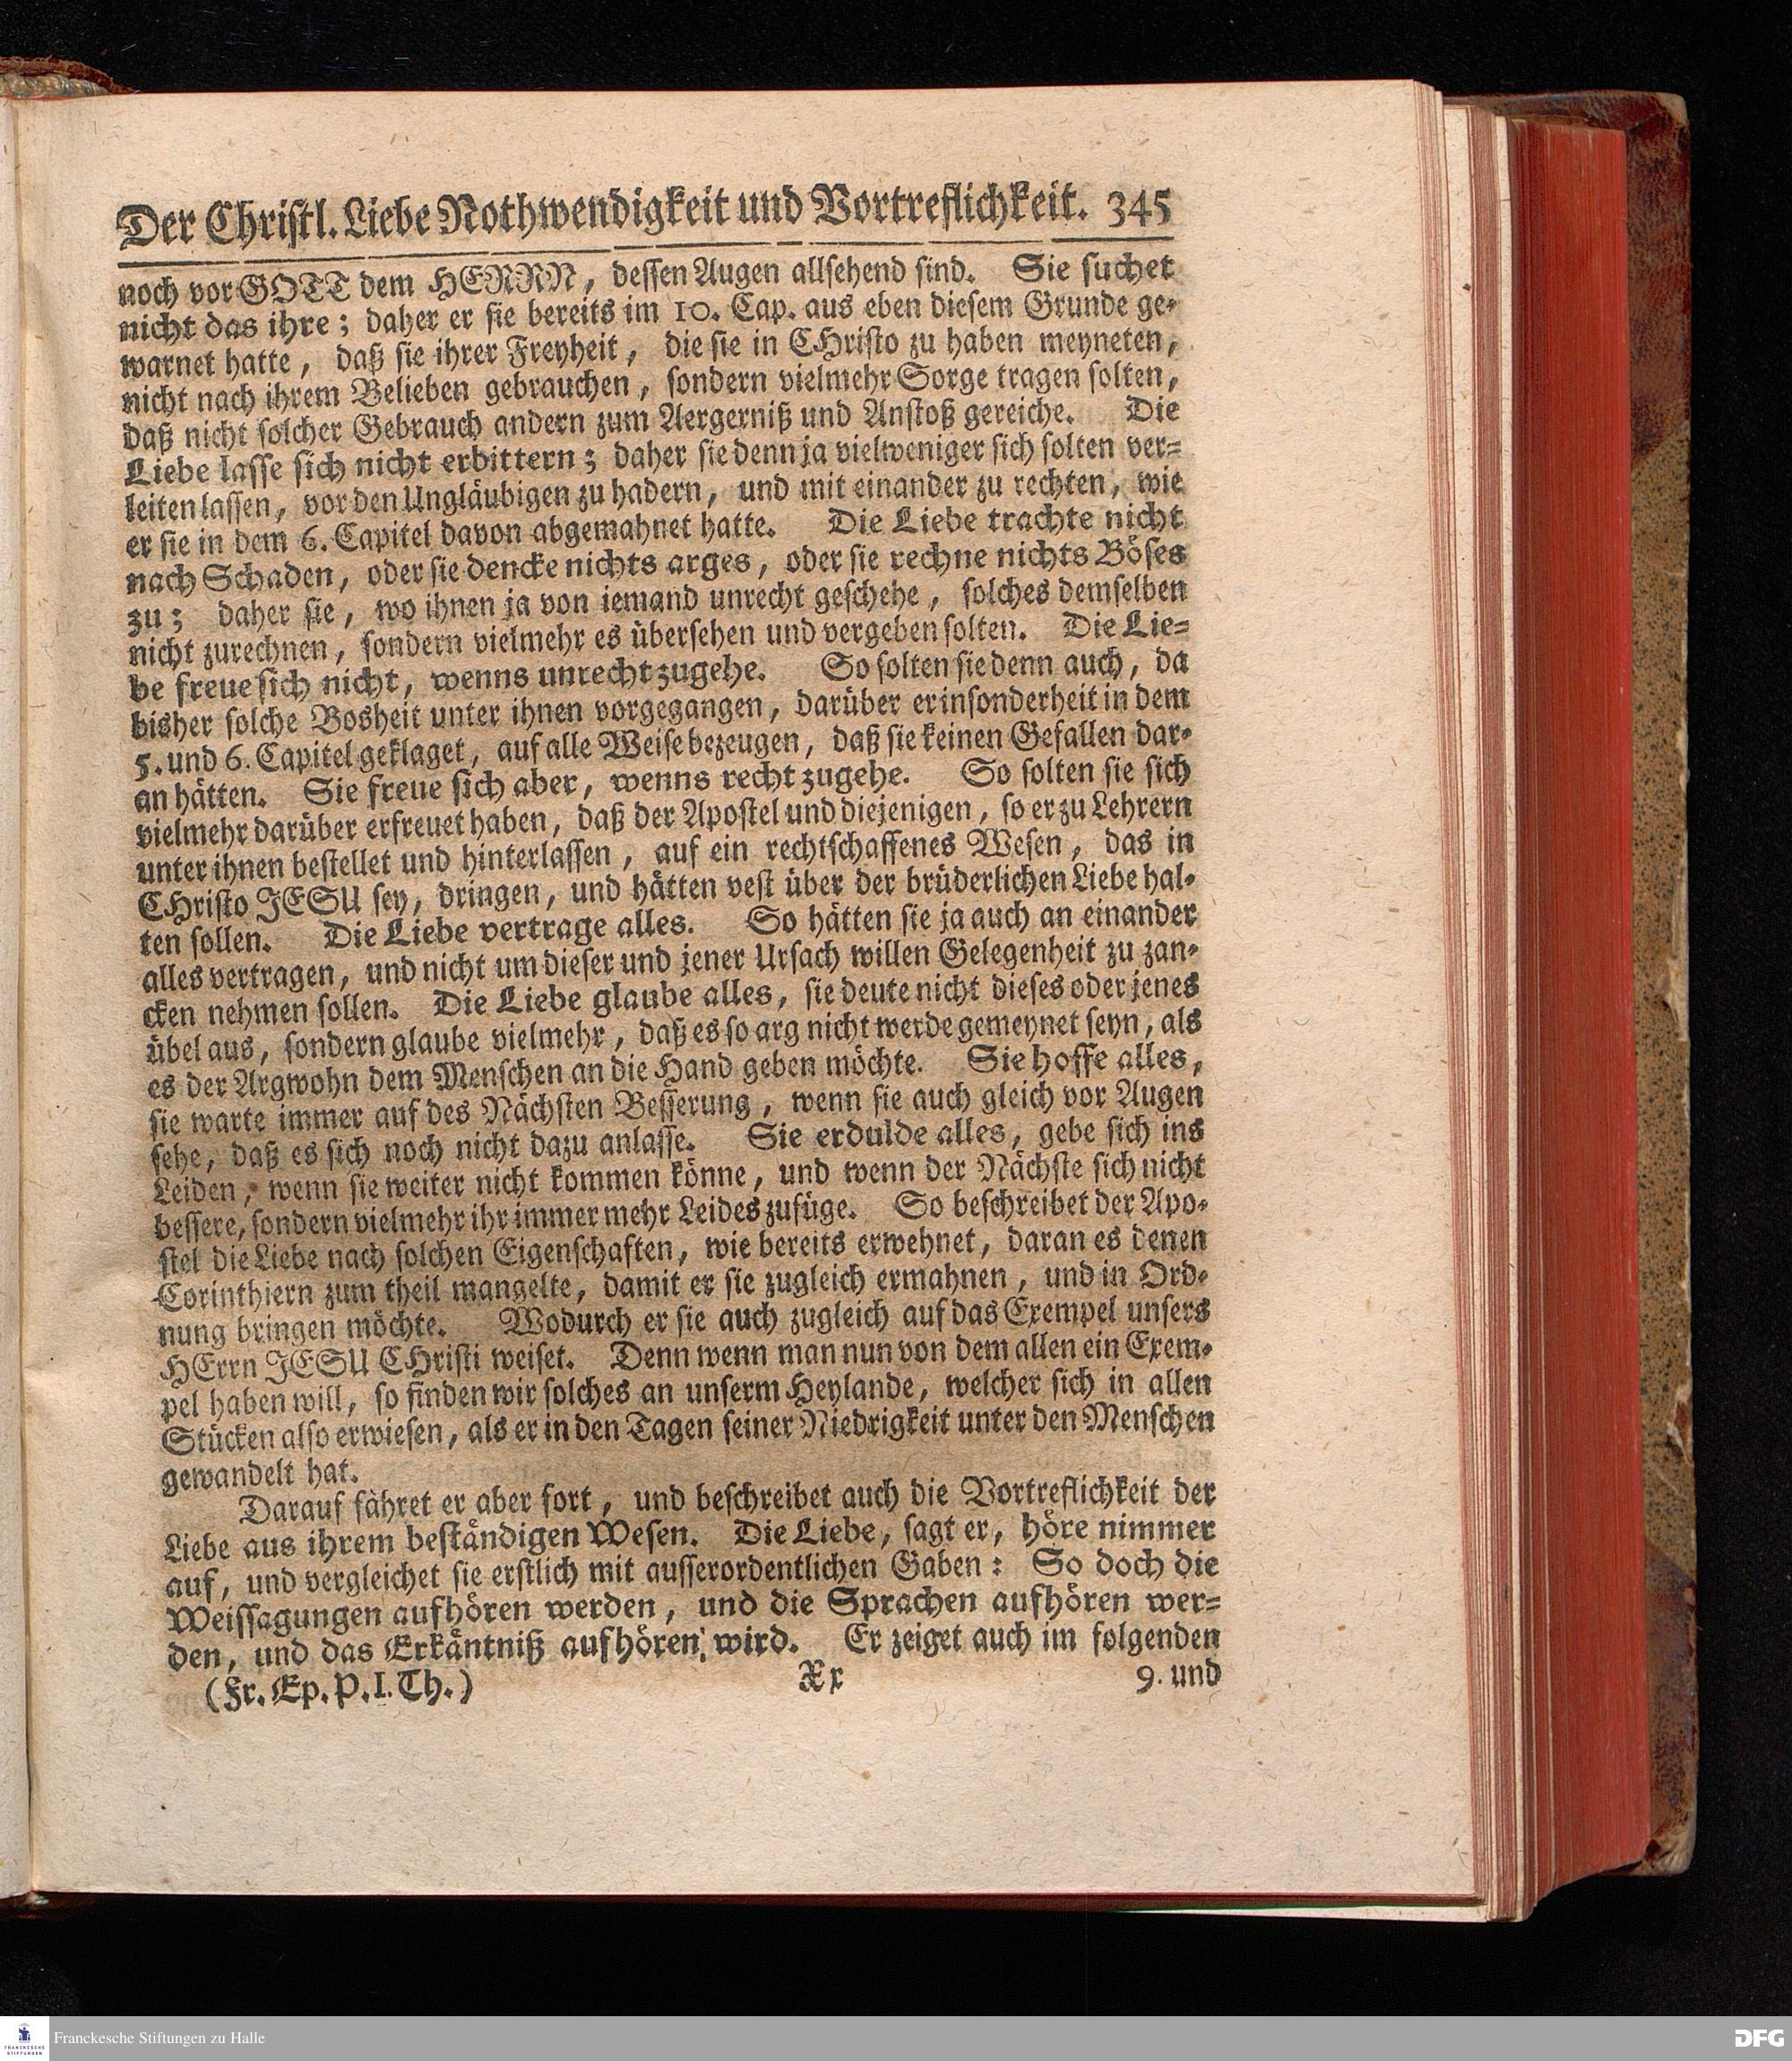 Der Christl. Liebe Nothwendigkeit und Vortreflichkeit. 345
noch vor GOTT dem HERRN, dessen Augen allsehend sind. Sie suchet
nicht das ihre; daher er sie bereits im 10. Cap. aus eben diesem Grunde ge-
warnet hatte, daß sie ihrer Freyheit, die sie in CHristo zu haben meyneten,
nicht nach ihrem Belieben gebrauchen, sondern vielmehr Sorge tragen solten,
daß nicht solcher Gebrauch andern zum Aergerniß und Anstoß gereiche. Die
Liebe lasse sich nicht erbittern; daher sie denn ja vielweniger sich solten ver-
leiten lassen, vor den Ungläubigen zu hadern, und mit einander zu rechten, wie
er sie in dem 6. Capitel davon abgemahnet hatte. Die Liebe trachte nicht
nach Schaden, oder sie dencke nichts arges, oder sie rechne nichts Böses
zu; daher sie, wo ihnen ja von iemand unrecht geschehe, solches demselben
nicht zurechnen, sondern vielmehr es übersehen und vergeben solten. Die Lie-
be freue sich nicht, wenns unrecht zugehe. So solten sie denn auch, da
bisher solche Bosheit unter ihnen vorgegangen, darüber er insonderheit in dem
5. und 6. Capitel geklaget, auf alle Weise bezeugen, daß sie keinen Gefallen dar-
an hätten. Sie freue sich aber, wenns recht zugehe. So solten sie sich
vielmehr darüber erfreuet haben, daß der Apostel und diejenigen, so er zu Lehrern
unter ihnen bestellet und hinterlassen, auf ein rechtschaffenes Wesen, das in
CHristo JESU sey, dringen, und hätten vest über der brüderlichen Liebe hal-
ten sollen. Die Liebe vertrage alles. So hätten sie ja auch an einander
alles vertragen, und nicht um dieser und jener Ursach willen Gelegenheit zu zan-
cken nehmen sollen. Die Liebe glaube alles, sie deute nicht dieses oder jenes
übel aus, sondern glaube vielmehr, daß es so arg nicht werde gemeynet seyn, als
es der Argwohn dem Menschen an die Hand geben möchte. Sie hoffe alles,
sie warte immer auf des Nächsten Besserung, wenn sie auch gleich vor Augen
sehe, daß es sich noch nicht dazu anlasse. Sie erdulde alles, gebe sich ins
Leiden, wenn sie weiter nicht kommen könne, und wenn der Nächste sich nicht
bessere, sondern vielmehr ihr immer mehr Leides zufüge. So beschreibet der Apo-
stel die Liebe nach solchen Eigenschaften, wie bereits erwehnet, daran es denen
Corinthiern zum theil mangelte, damit er sie zugleich ermahnen, und in Ord-
nung bringen möchte. Wodurch er sie auch zugleich auf das Exempel unsers
HErrn JESU CHristi weiset. Denn wenn man nun von dem allen ein Exem-
pel haben will, so finden wir solches an unserm Heylande, welcher sich in allen
Stücken also erwiesen, als er in den Tagen seiner Niedrigkeit unter den Menschen
gewandelt hat.
Darauf fähret er aber fort, und beschreibet auch die Vortreflichkeit der
Liebe aus ihrem beständigen Wesen. Die Liebe, sagt er, höre nimmer
auf, und vergleichet sie erstlich mit ausserordentlichen Gaben: So doch die
Weissagungen aufhören werden, und die Sprachen aufhören wer-
den, und das Erkäntniß aufhören wird. Er zeiget auch im folgenden
(Fr. Ep. P. I. Th.) Xx 9. und
Franckesche Stiftungen zu Halle
FRANCKESCHE STIFTUNGEN
DFG